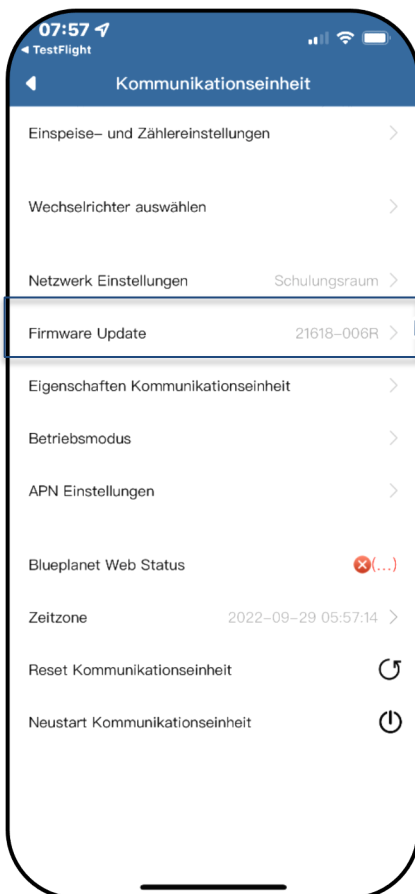 07:57
◀ TestFlight
Kommunikationseinheit
Einspeise– und Zählereinstellungen
Wechselrichter auswählen
Netzwerk Einstellungen Schulungsraum
Firmware Update 21618–006R
Eigenschaften Kommunikationseinheit
Betriebsmodus
APN Einstellungen
Blueplanet Web Status (...)
Zeitzone 2022–09–29 05:57:14
Reset Kommunikationseinheit
Neustart Kommunikationseinheit